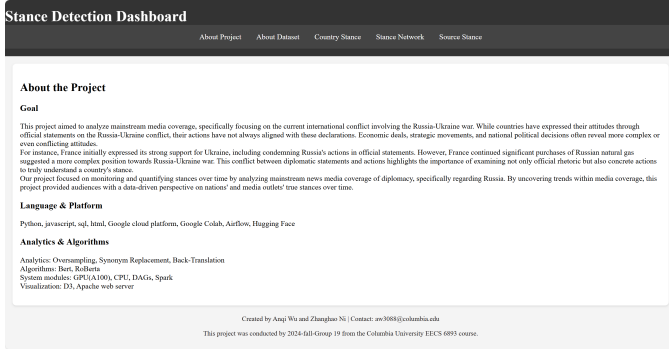 Stance Detection Dashboard
About Project About Dataset Country Stance Stance Network Source Stance
About the Project
Goal
This project aimed to analyze mainstream media coverage, specifically focusing on the current international conflict involving the Russia-Ukraine war. While countries have expressed their attitudes through
official statements on the Russia-Ukraine conflict, their actions have not always aligned with these declarations. Economic deals, strategic movements, and national political decisions often reveal more complex or
even conflicting attitudes.
For instance, France initially expressed its strong support for Ukraine, including condemning Russia's actions in official statements. However, France continued significant purchases of Russian natural gas
suggested a more complex position towards Russia-Ukraine war. This conflict between diplomatic statements and actions highlights the importance of examining not only official rhetoric but also concrete actions
to truly understand a country's stance.
Our project focused on monitoring and quantifying stances over time by analyzing mainstream news media coverage of diplomacy, specifically regarding Russia. By uncovering trends within media coverage, this
project provided audiences with a data-driven perspective on nations' and media outlets' true stances over time.
Language & Platform
Python, javascript, sql, html, Google cloud platform, Google Colab, Airflow, Hugging Face
Analytics & Algorithms
Analytics: Oversampling, Synonym Replacement, Back-Translation
Algorithms: Bert, RoBerta
System modules: GPU(A100), CPU, DAGs, Spark
Visualization: D3, Apache web server
Created by Anqi Wu and Zhanghao Ni | Contact: aw3088@columbia.edu
This project was conducted by 2024-fall-Group 19 from the Columbia University EECS 6893 course.